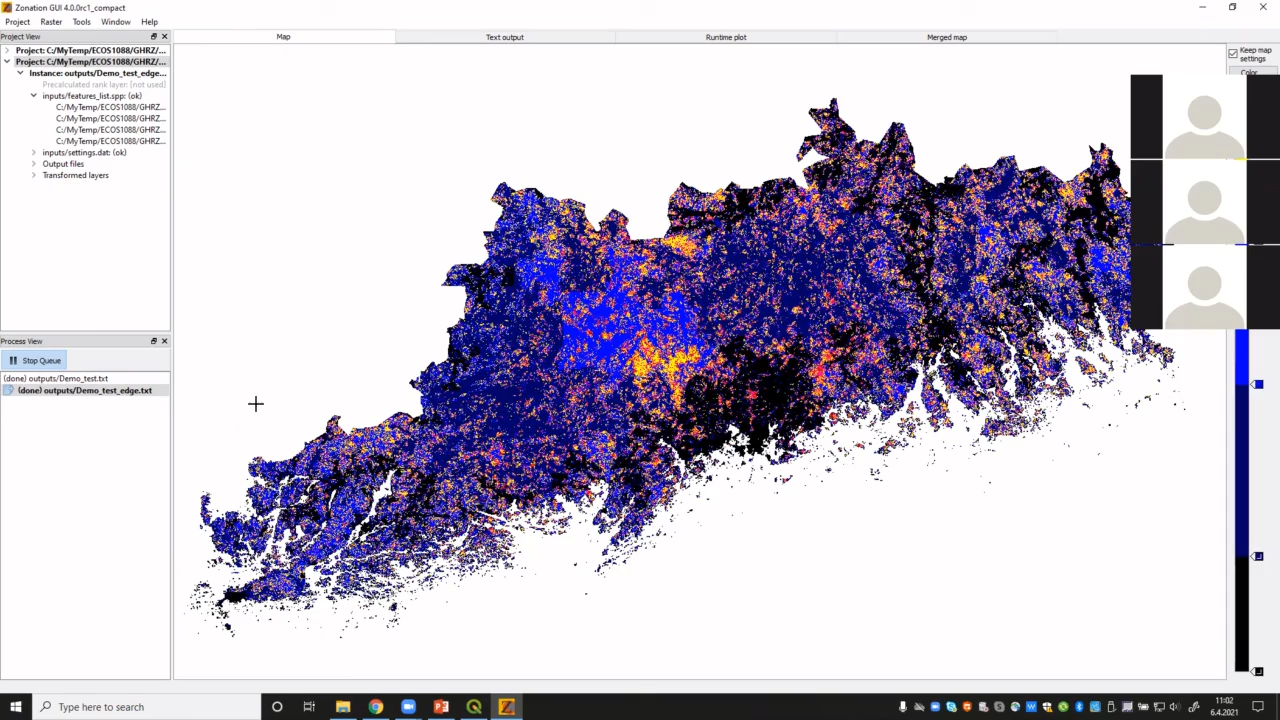 Zonation GUI 4.0.0rc1_compact
Project Raster Tools Window Help
Project View
Map
Text output
Runtime plot
Merged map
Project: C:/MyTemp/ECOS1088/GHRZ/...
Project: C:/MyTemp/ECOS1088/GHRZ/...
Instance: outputs/Demo_test_edge...
Precalculated rank layer: [not used]
inputs/features_list.spp: (ok)
C:/MyTemp/ECOS1088/GHRZ...
C:/MyTemp/ECOS1088/GHRZ...
C:/MyTemp/ECOS1088/GHRZ...
C:/MyTemp/ECOS1088/GHRZ...
inputs/settings.dat: (ok)
Output files
Transformed layers
Keep map
settings
Color
Process View
Stop Queue
(done) outputs/Demo_test.txt
(done) outputs/Demo_test_edge.txt
Type here to search
11:02
6.4.2021